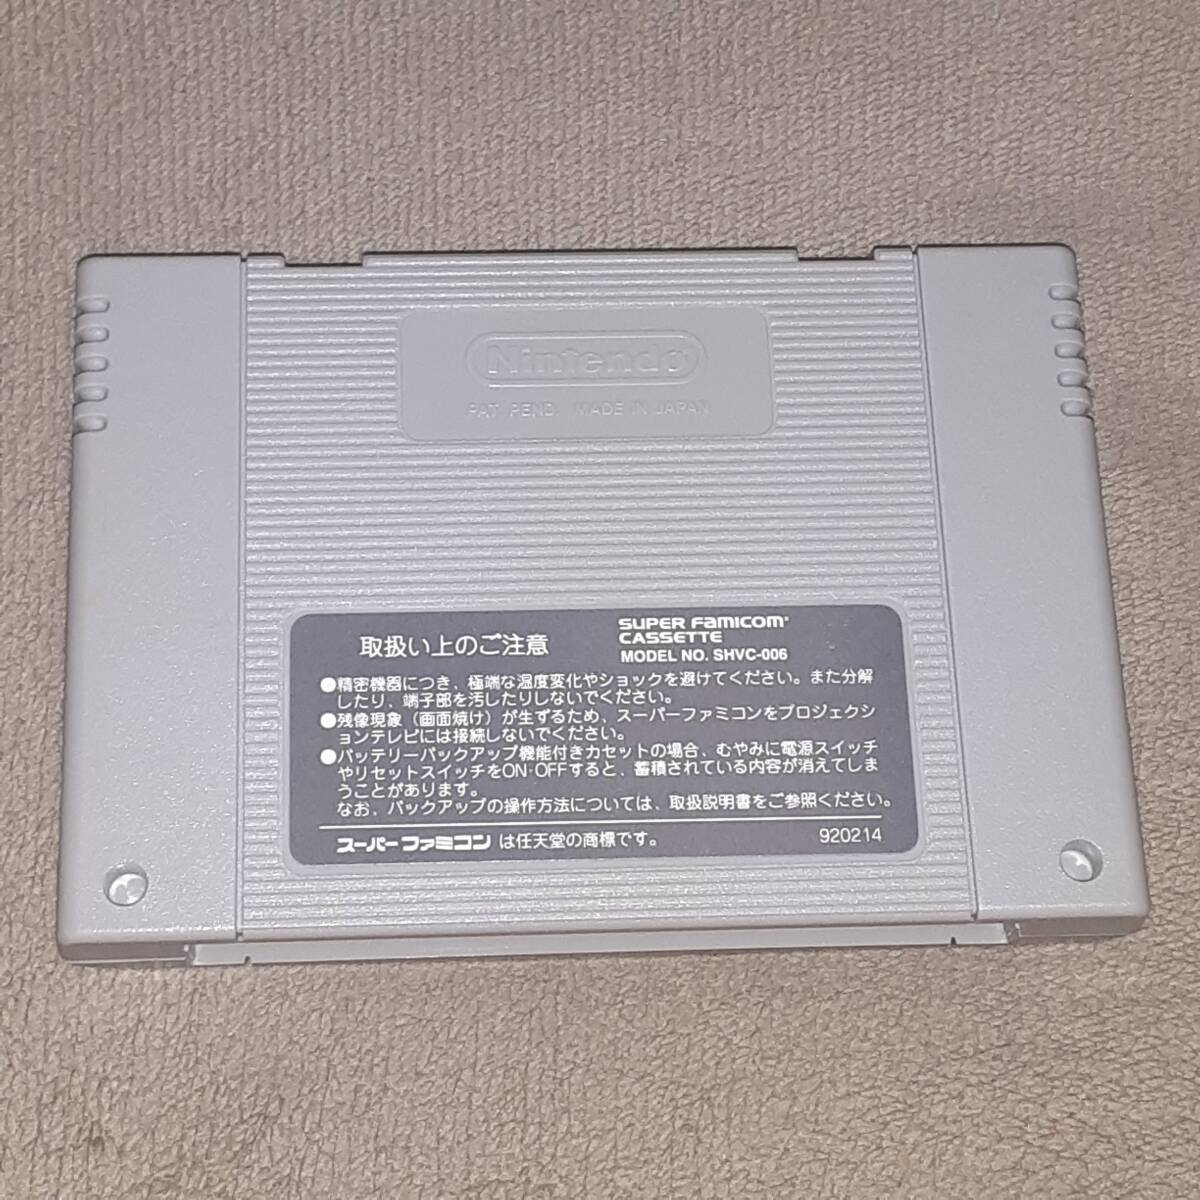 Nintendo
PAT. PEND. MADE IN JAPAN
取扱い上のご注意
SUPER FAMICOM
CASSETTE
MODEL NO. SHVC-006
●精密機器につき、極端な温度変化やショックを避けてください。また分解
したり、端子部を汚したりしないでください。
●残像現象（画面焼け）が生ずるため、スーパーファミコンをプロジェクシ
ョンテレビには接続しないでください。
●バッテリーバックアップ機能付きカセットの場合、むやみに電源スイッチ
やリセットスイッチをON・OFFすると、蓄積されている内容が消えてしま
うことがあります。
なお、バックアップの操作方法については、取扱説明書をご参照ください。
スーパーファミコン は任天堂の商標です。
920214